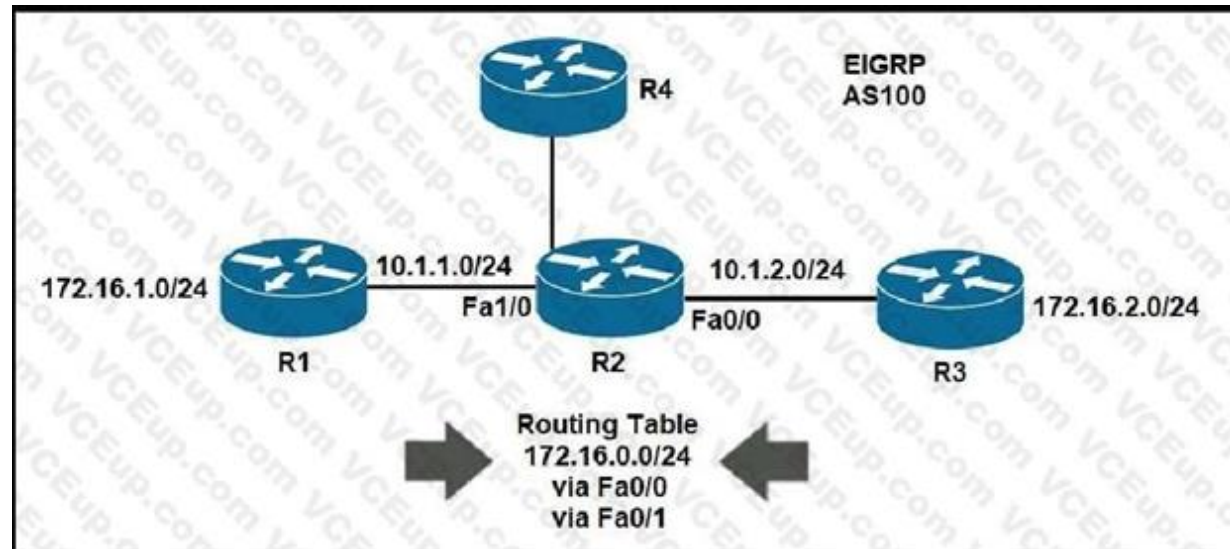 EIGRP
AS100
R4
172.16.1.0/24
10.1.1.0/24
Fa1/0
10.1.2.0/24
Fa0/0
172.16.2.0/24
R1
R2
R3
Routing Table
172.16.0.0/24
via Fa0/0
via Fa0/1
VCEup.com